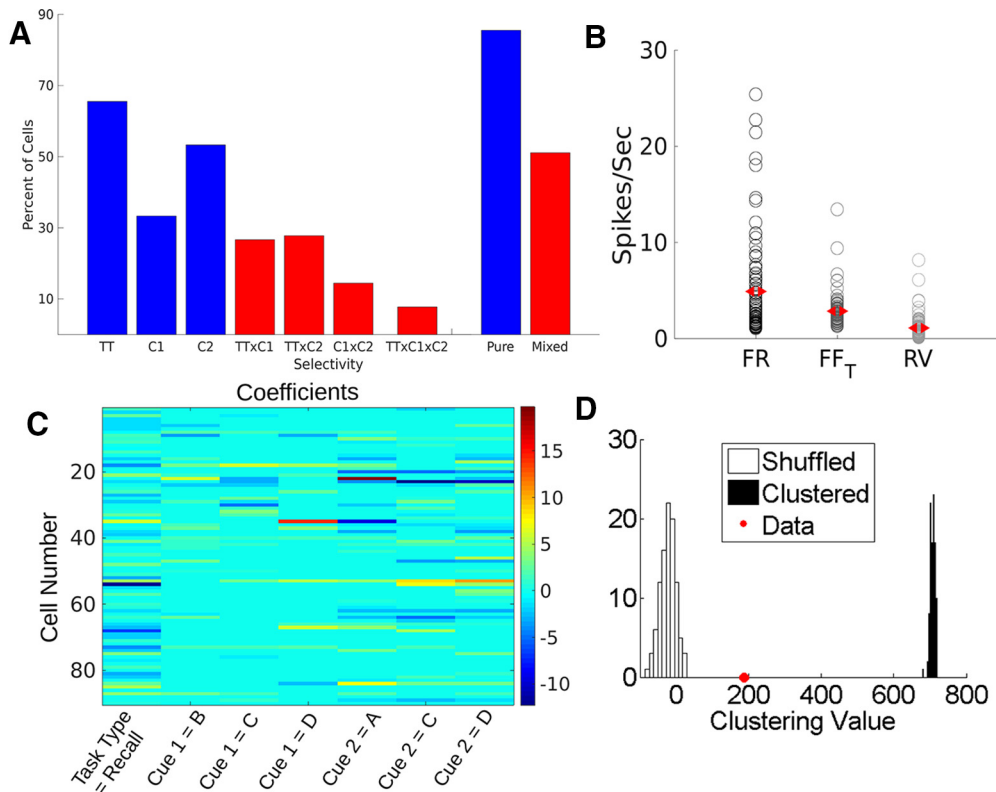 A
90
70
50
30
10
Percent of Cells
TT C1 C2 TTxC1 TTxC2 C1xC2 TTxC1xC2 Pure Mixed
Selectivity
B
30
20
10
0
Spikes/Sec
FR FF_T RV
C
Coefficients
20
40
60
80
Cell Number
15
10
5
0
-5
-10
Task Type
= Recall
Cue 1 = B
Cue 1 = C
Cue 1 = D
Cue 2 = A
Cue 2 = C
Cue 2 = D
D
30
20
10
0
Shuffled
Clustered
Data
0 200 400 600 800
Clustering Value